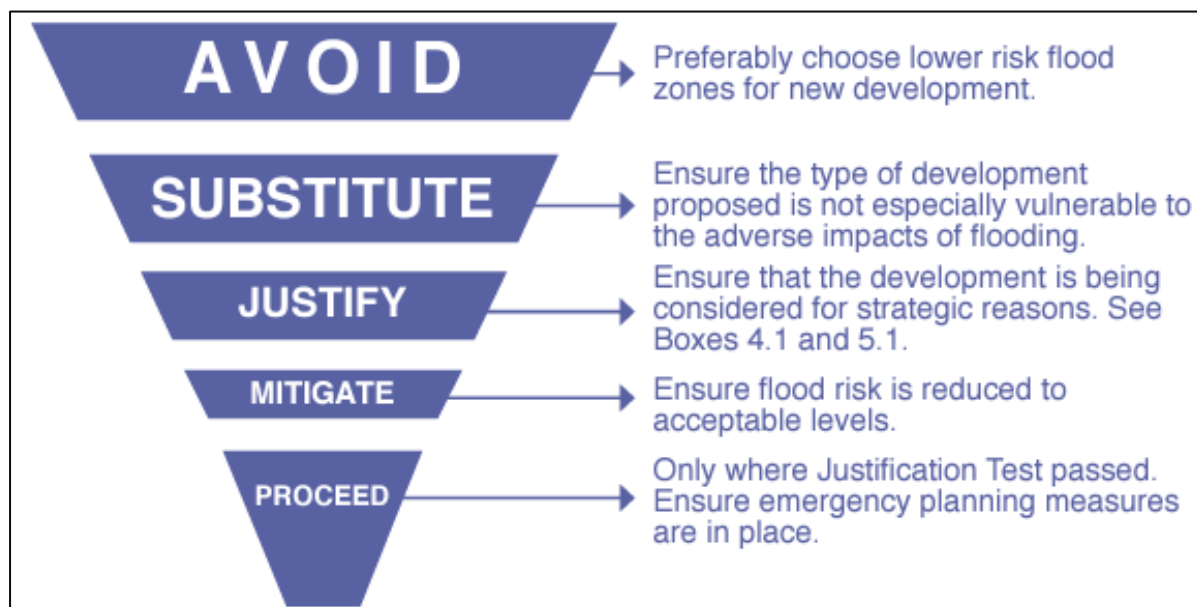 AVOID
Preferably choose lower risk flood
zones for new development.
SUBSTITUTE
Ensure the type of development
proposed is not especially vulnerable to
the adverse impacts of flooding.
JUSTIFY
Ensure that the development is being
considered for strategic reasons. See
Boxes 4.1 and 5.1.
MITIGATE
Ensure flood risk is reduced to
acceptable levels.
PROCEED
Only where Justification Test passed.
Ensure emergency planning measures
are in place.